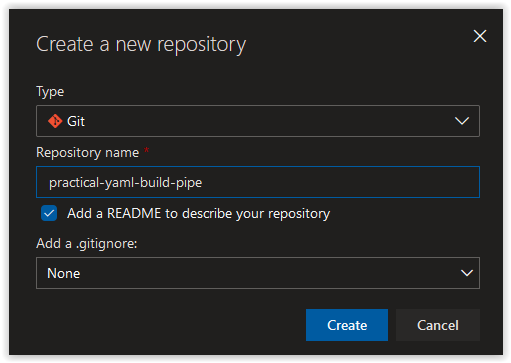 Create a new repository
Type
Git
Repository name *
practical-yaml-build-pipe
Add a README to describe your repository
Add a .gitignore:
None
Create Cancel